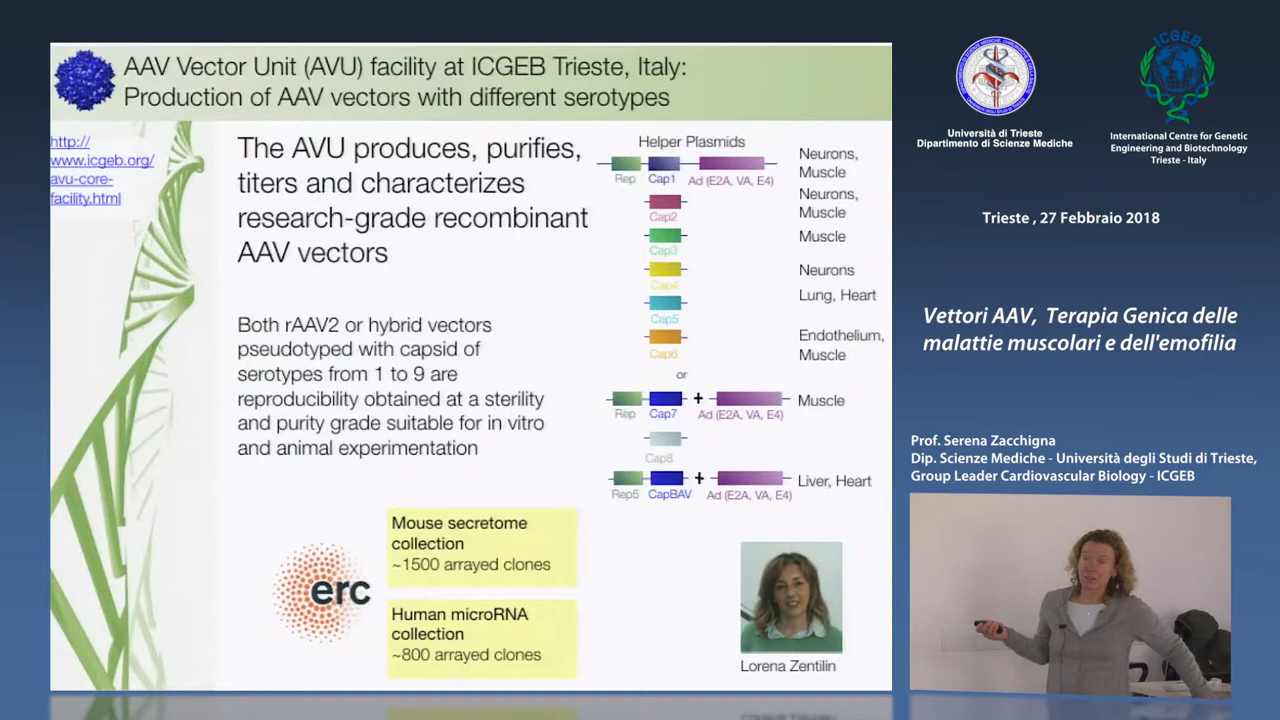 AAV Vector Unit (AVU) facility at ICGEB Trieste, Italy:
Production of AAV vectors with different serotypes
http://
www.icgeb.org/
avu-core-
facility.html
The AVU produces, purifies,
titers and characterizes
research-grade recombinant
AAV vectors
Both rAAV2 or hybrid vectors
pseudotyped with capsid of
serotypes from 1 to 9 are
reproducibility obtained at a sterility
and purity grade suitable for in vitro
and animal experimentation
erc
Mouse secretome
collection
~1500 arrayed clones
Human microRNA
collection
~800 arrayed clones
Helper Plasmids
Rep Cap1 Ad (E2A, VA, E4)
Neurons,
Muscle
Cap2
Neurons,
Muscle
Cap3
Muscle
Cap4
Neurons
Cap5
Lung, Heart
Cap6
Endothelium,
Muscle
or
+
Rep Cap7 Ad (E2A, VA, E4)
Muscle
Cap8
+
Rep5 CapBAV Ad (E2A, VA, E4)
Liver, Heart
Lorena Zentilin
Università di Trieste
Dipartimento di Scienze Mediche
ICGEB
International Centre for Genetic
Engineering and Biotechnology
Trieste - Italy
Trieste , 27 Febbraio 2018
Vettori AAV, Terapia Genica delle
malattie muscolari e dell'emofilia
Prof. Serena Zacchigna
Dip. Scienze Mediche - Università degli Studi di Trieste,
Group Leader Cardiovascular Biology - ICGEB